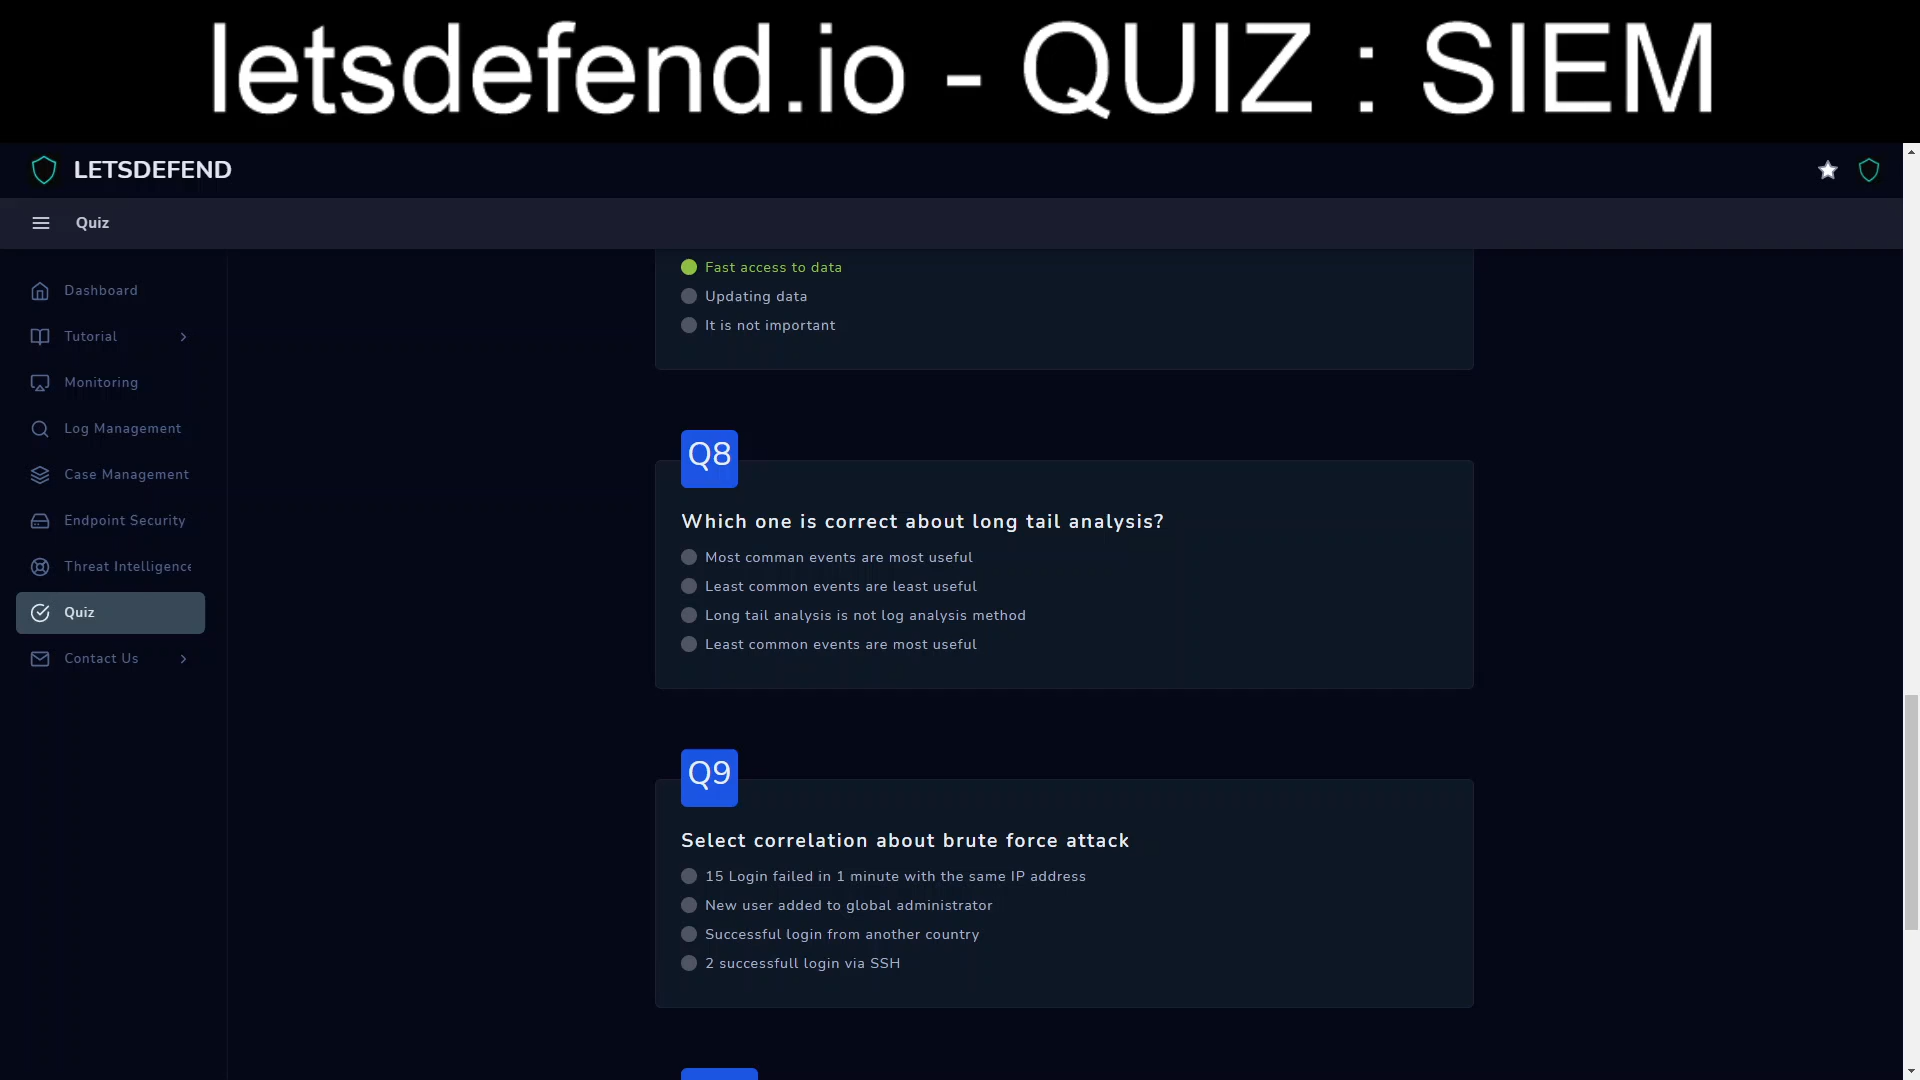 letsdefend.io - QUIZ : SIEM
LETSDEFEND
Quiz
Dashboard
Tutorial
Monitoring
Log Management
Case Management
Endpoint Security
Threat Intelligence
Quiz
Contact Us
Fast access to data
Updating data
It is not important
Q8
Which one is correct about long tail analysis?
Most comman events are most useful
Least common events are least useful
Long tail analysis is not log analysis method
Least common events are most useful
Q9
Select correlation about brute force attack
15 Login failed in 1 minute with the same IP address
New user added to global administrator
Successful login from another country
2 successfull login via SSH